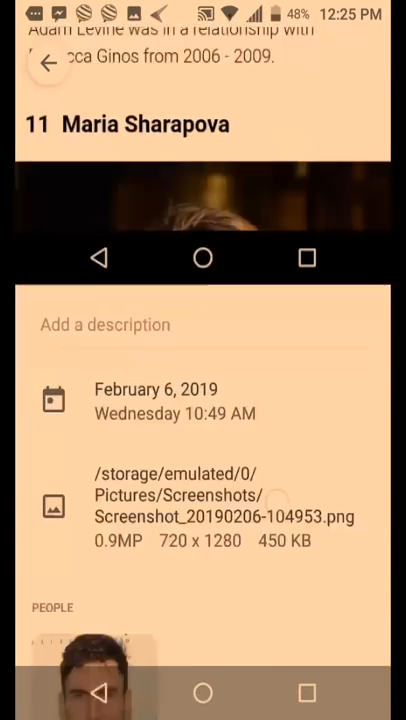 48% 12:25 PM
Adam Levine was in a relationship with
cca Ginos from 2006 - 2009.
11 Maria Sharapova
Add a description
February 6, 2019
Wednesday 10:49 AM
/storage/emulated/0/
Pictures/Screenshots/
Screenshot_20190206-104953.png
0.9MP 720 x 1280 450 KB
PEOPLE